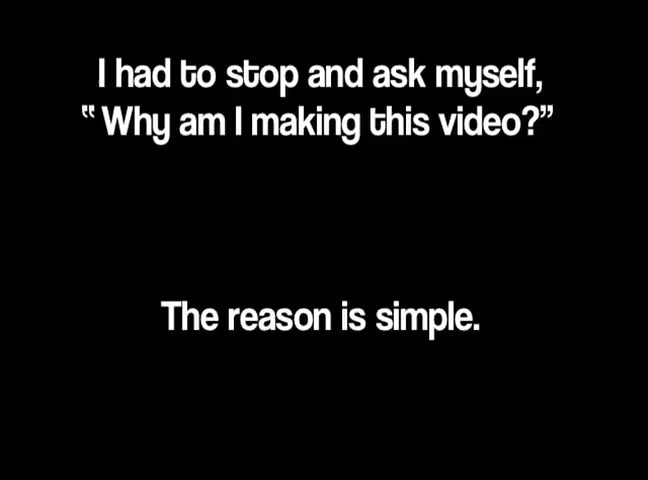 I had to stop and ask myself,
“ Why am I making this video?”
The reason is simple.